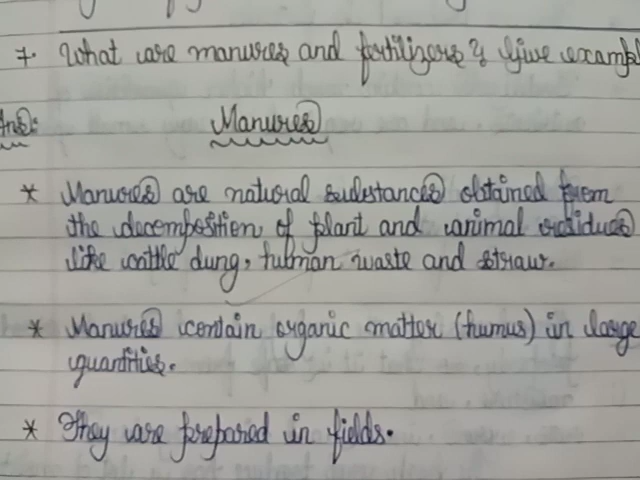 7. What are manures and fertilizers? Give exampl
Ans:
Manures
* Manures are natural substances obtained from
the decomposition of plant and animal residues
like cattle dung, human waste and straw.
* Manures contain organic matter (humus) in large
quantities.
* They are prepared in fields.